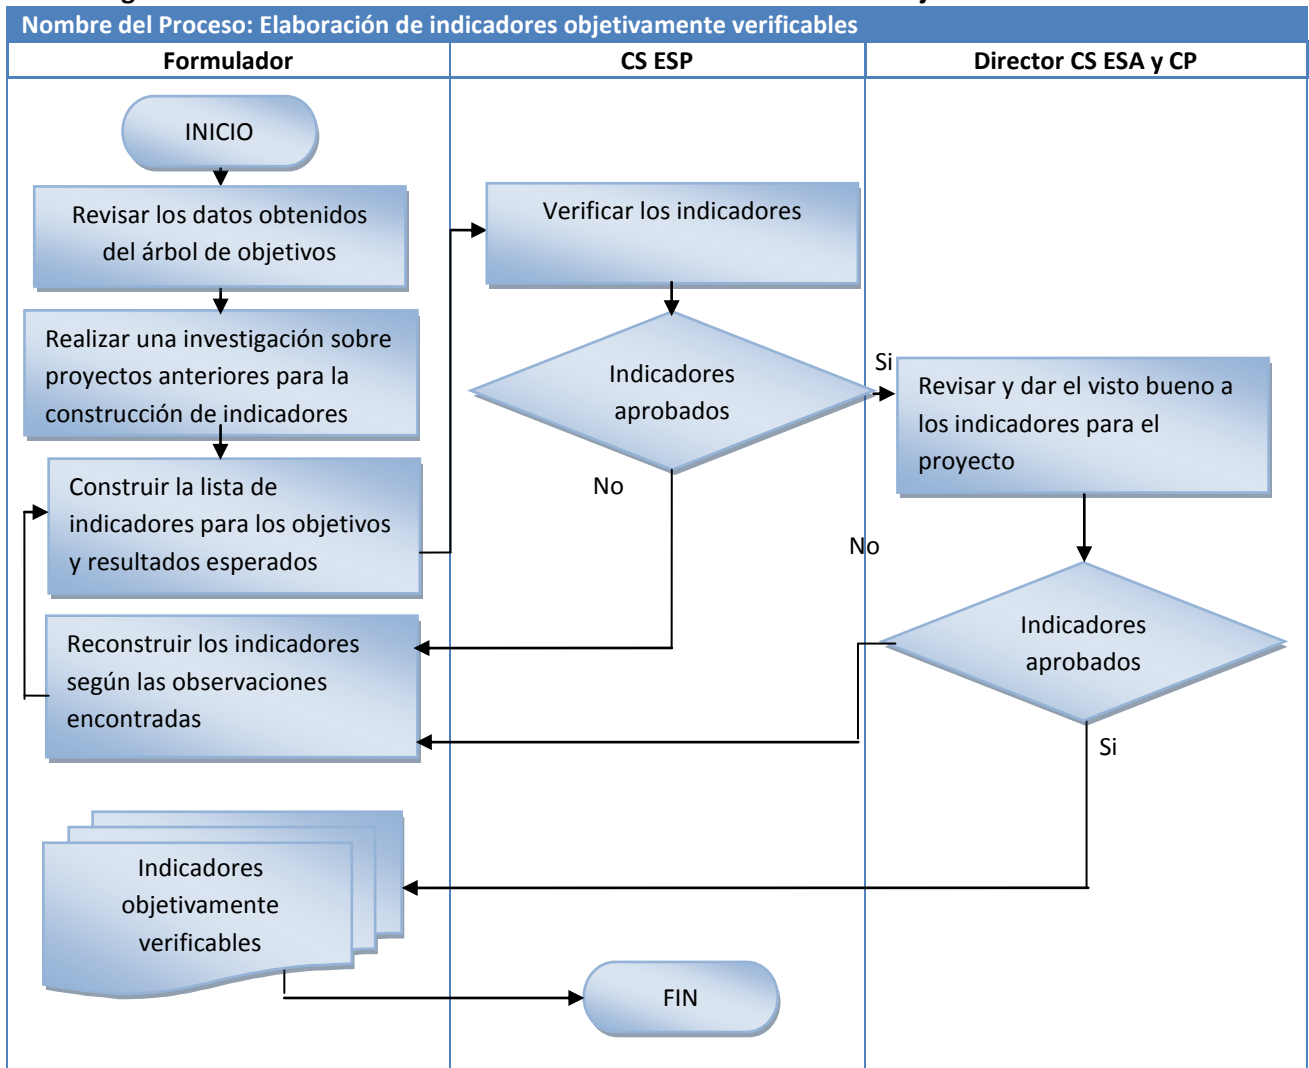 Nombre del Proceso: Elaboración de indicadores objetivamente verificables
Formulador
CS ESP
Director CS ESA y CP
INICIO
Revisar los datos obtenidos
del árbol de objetivos
Realizar una investigación sobre
proyectos anteriores para la
construcción de indicadores
Construir la lista de
indicadores para los objetivos
y resultados esperados
Reconstruir los indicadores
según las observaciones
encontradas
Indicadores
objetivamente
verificables
Verificar los indicadores
Indicadores
aprobados
Si
No
Revisar y dar el visto bueno a
los indicadores para el
proyecto
No
Indicadores
aprobados
Si
FIN